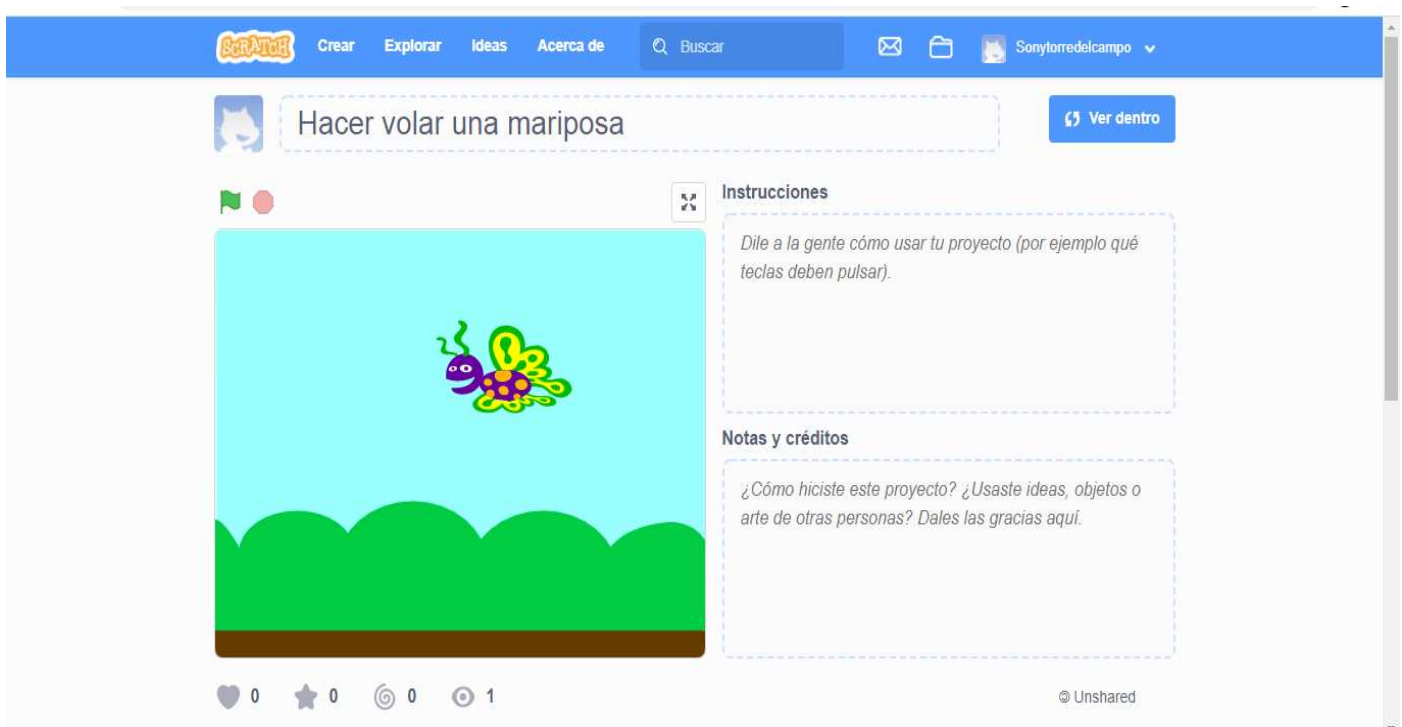 SCRATCH Crear Explorar Ideas Acerca de Buscar Sonytorredelcampo
Hacer volar una mariposa
Ver dentro
Instrucciones
Dile a la gente cómo usar tu proyecto (por ejemplo qué
teclas deben pulsar).
Notas y créditos
¿Cómo hiciste este proyecto? ¿Usaste ideas, objetos o
arte de otras personas? Dales las gracias aquí.
0 0 0 1
Unshared